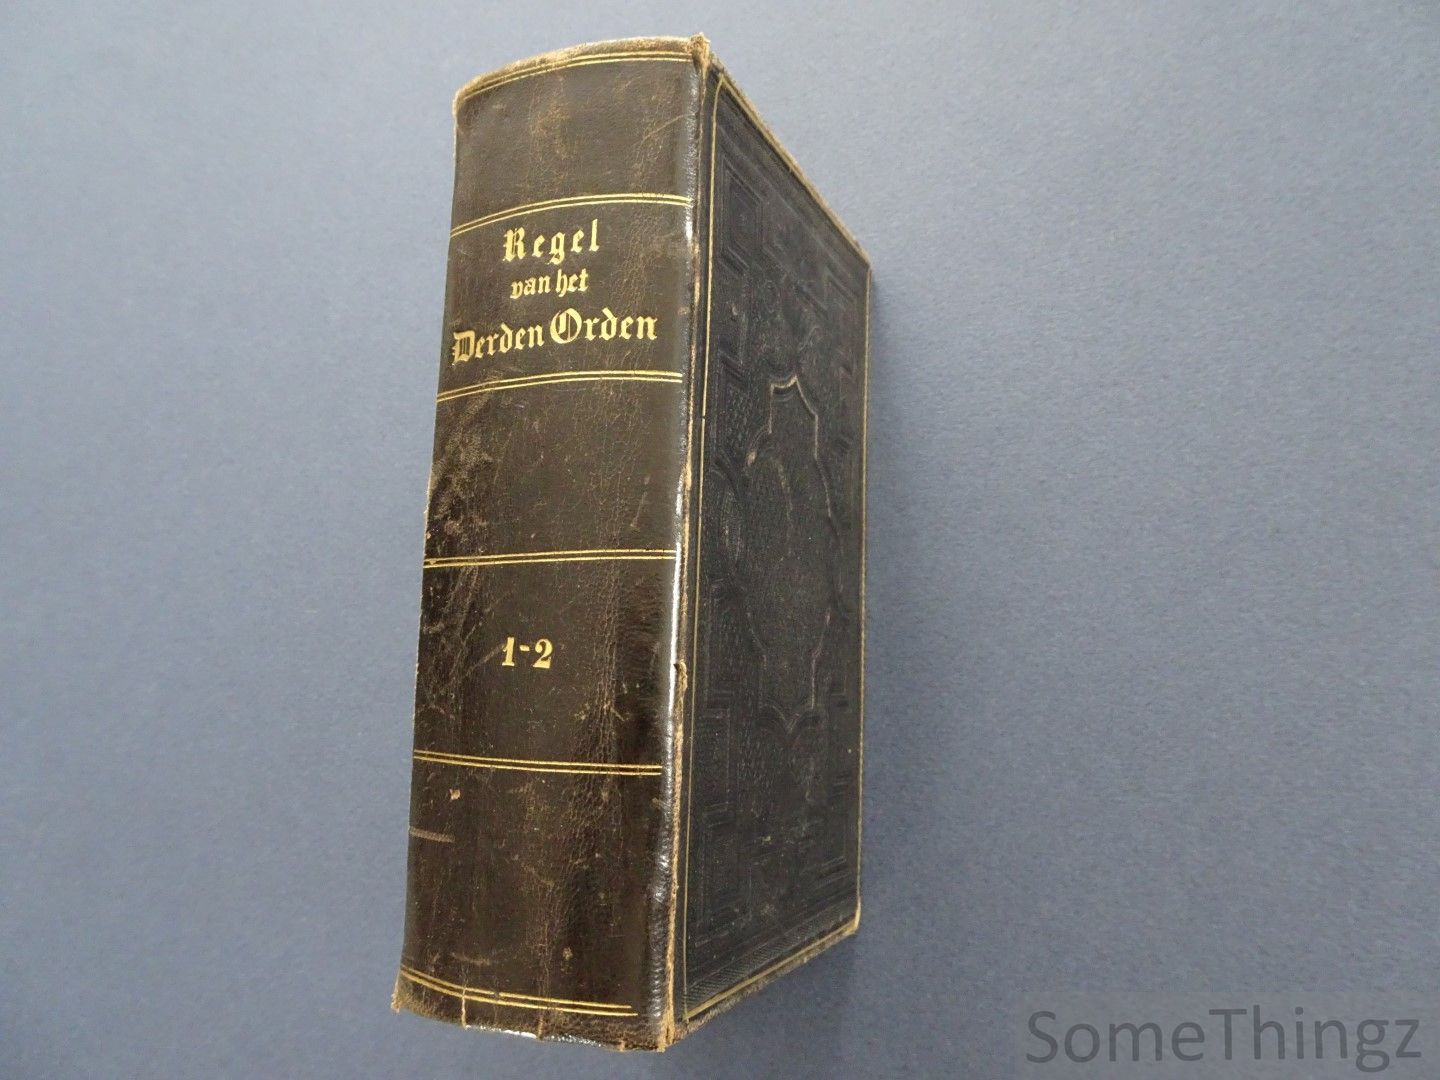 Regel
van het
Derden Orden
1-2
SomeThingz